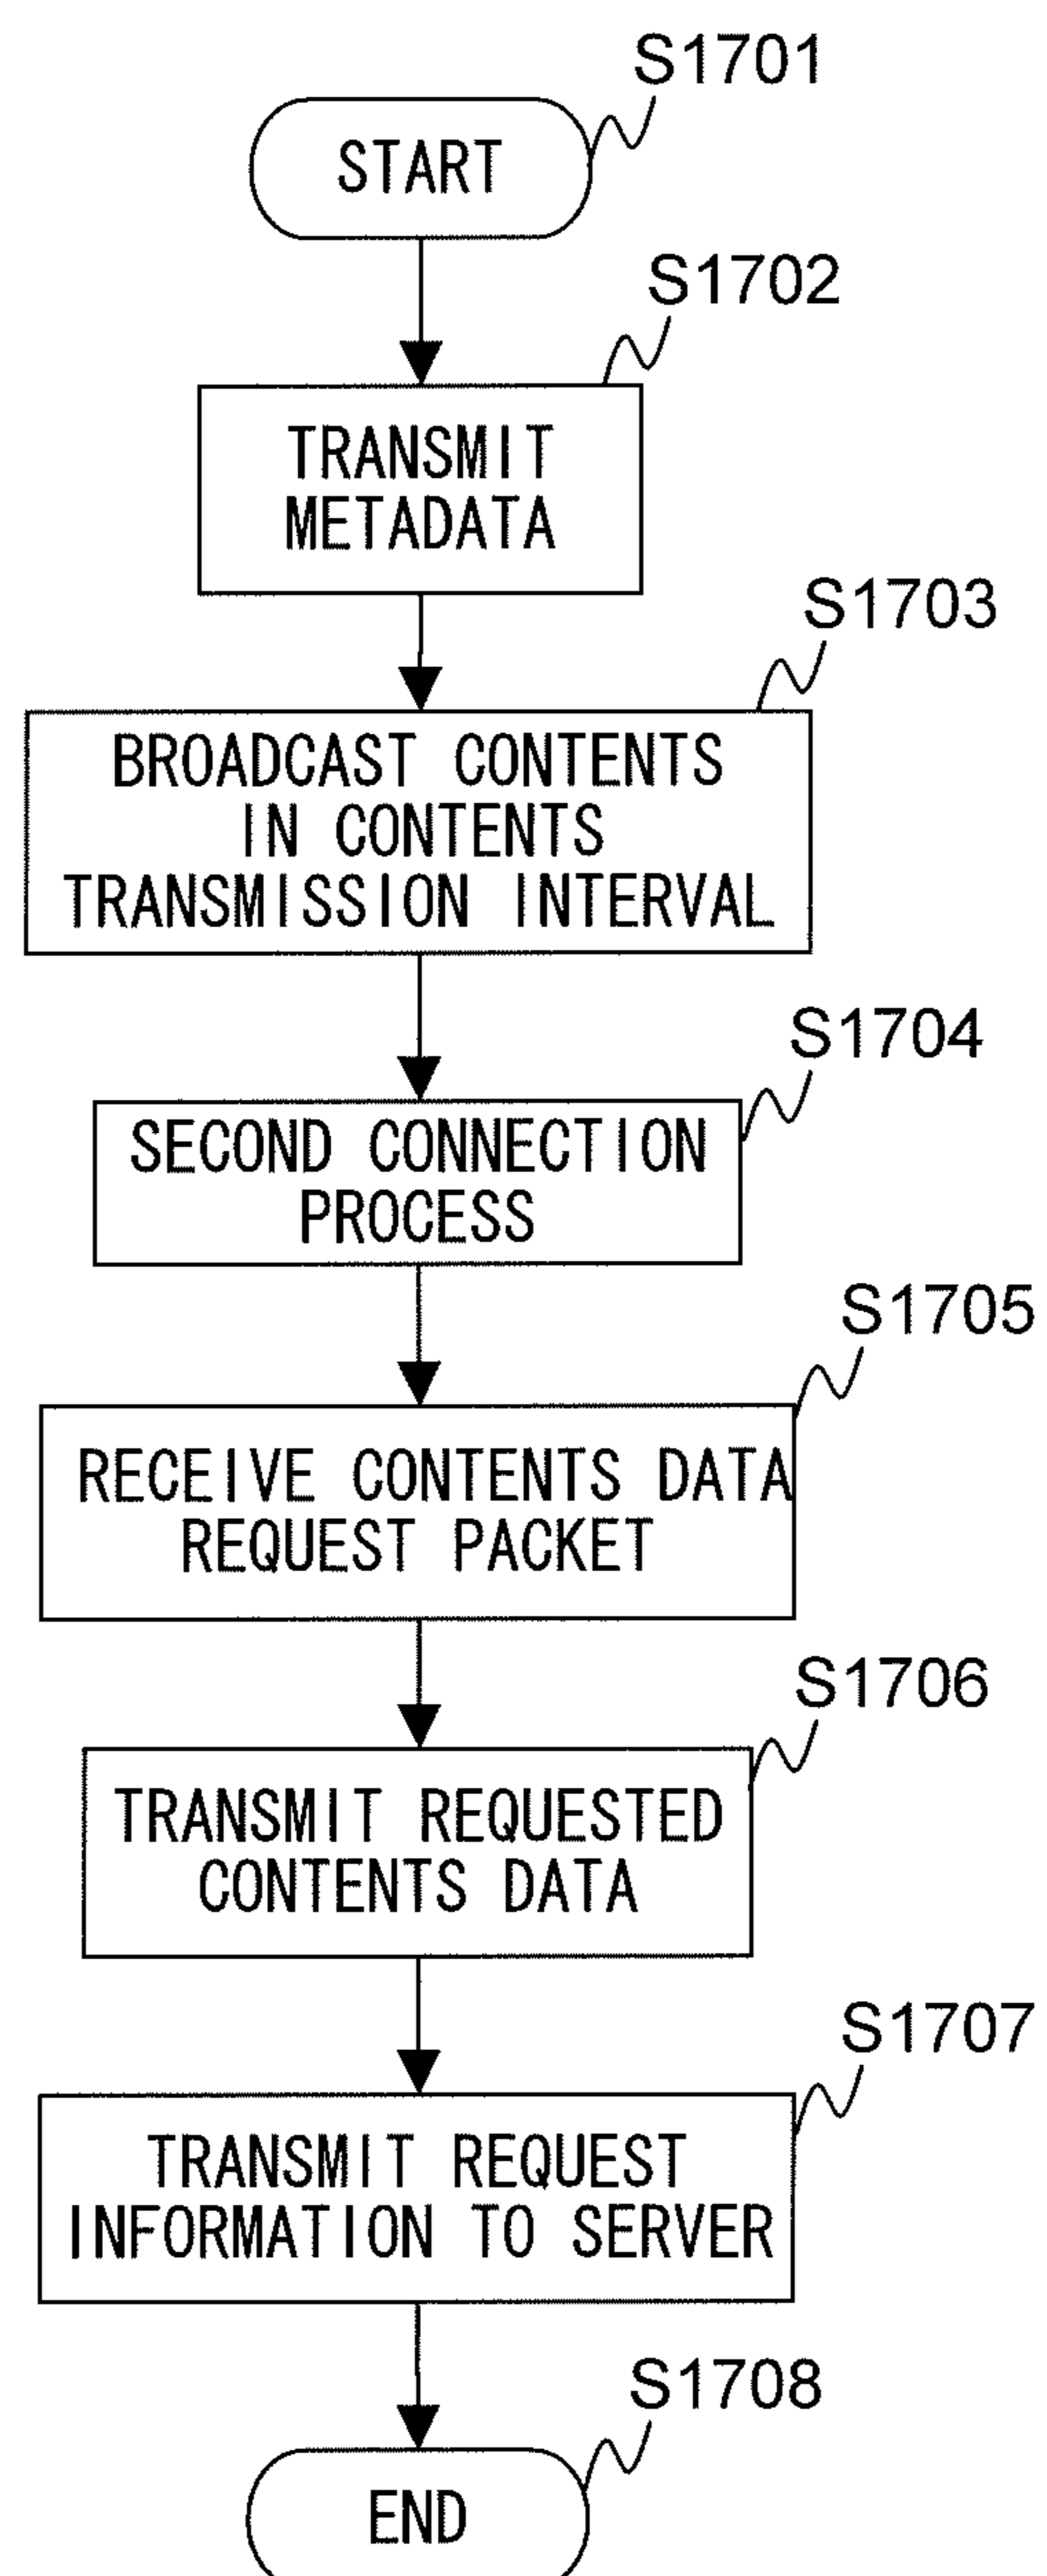 S1701
START
S1702
TRANSMIT
METADATA
S1703
BROADCAST CONTENTS
IN CONTENTS
TRANSMISSION INTERVAL
S1704
SECOND CONNECTION
PROCESS
S1705
RECEIVE CONTENTS DATA
REQUEST PACKET
S1706
TRANSMIT REQUESTED
CONTENTS DATA
S1707
TRANSMIT REQUEST
INFORMATION TO SERVER
S1708
END